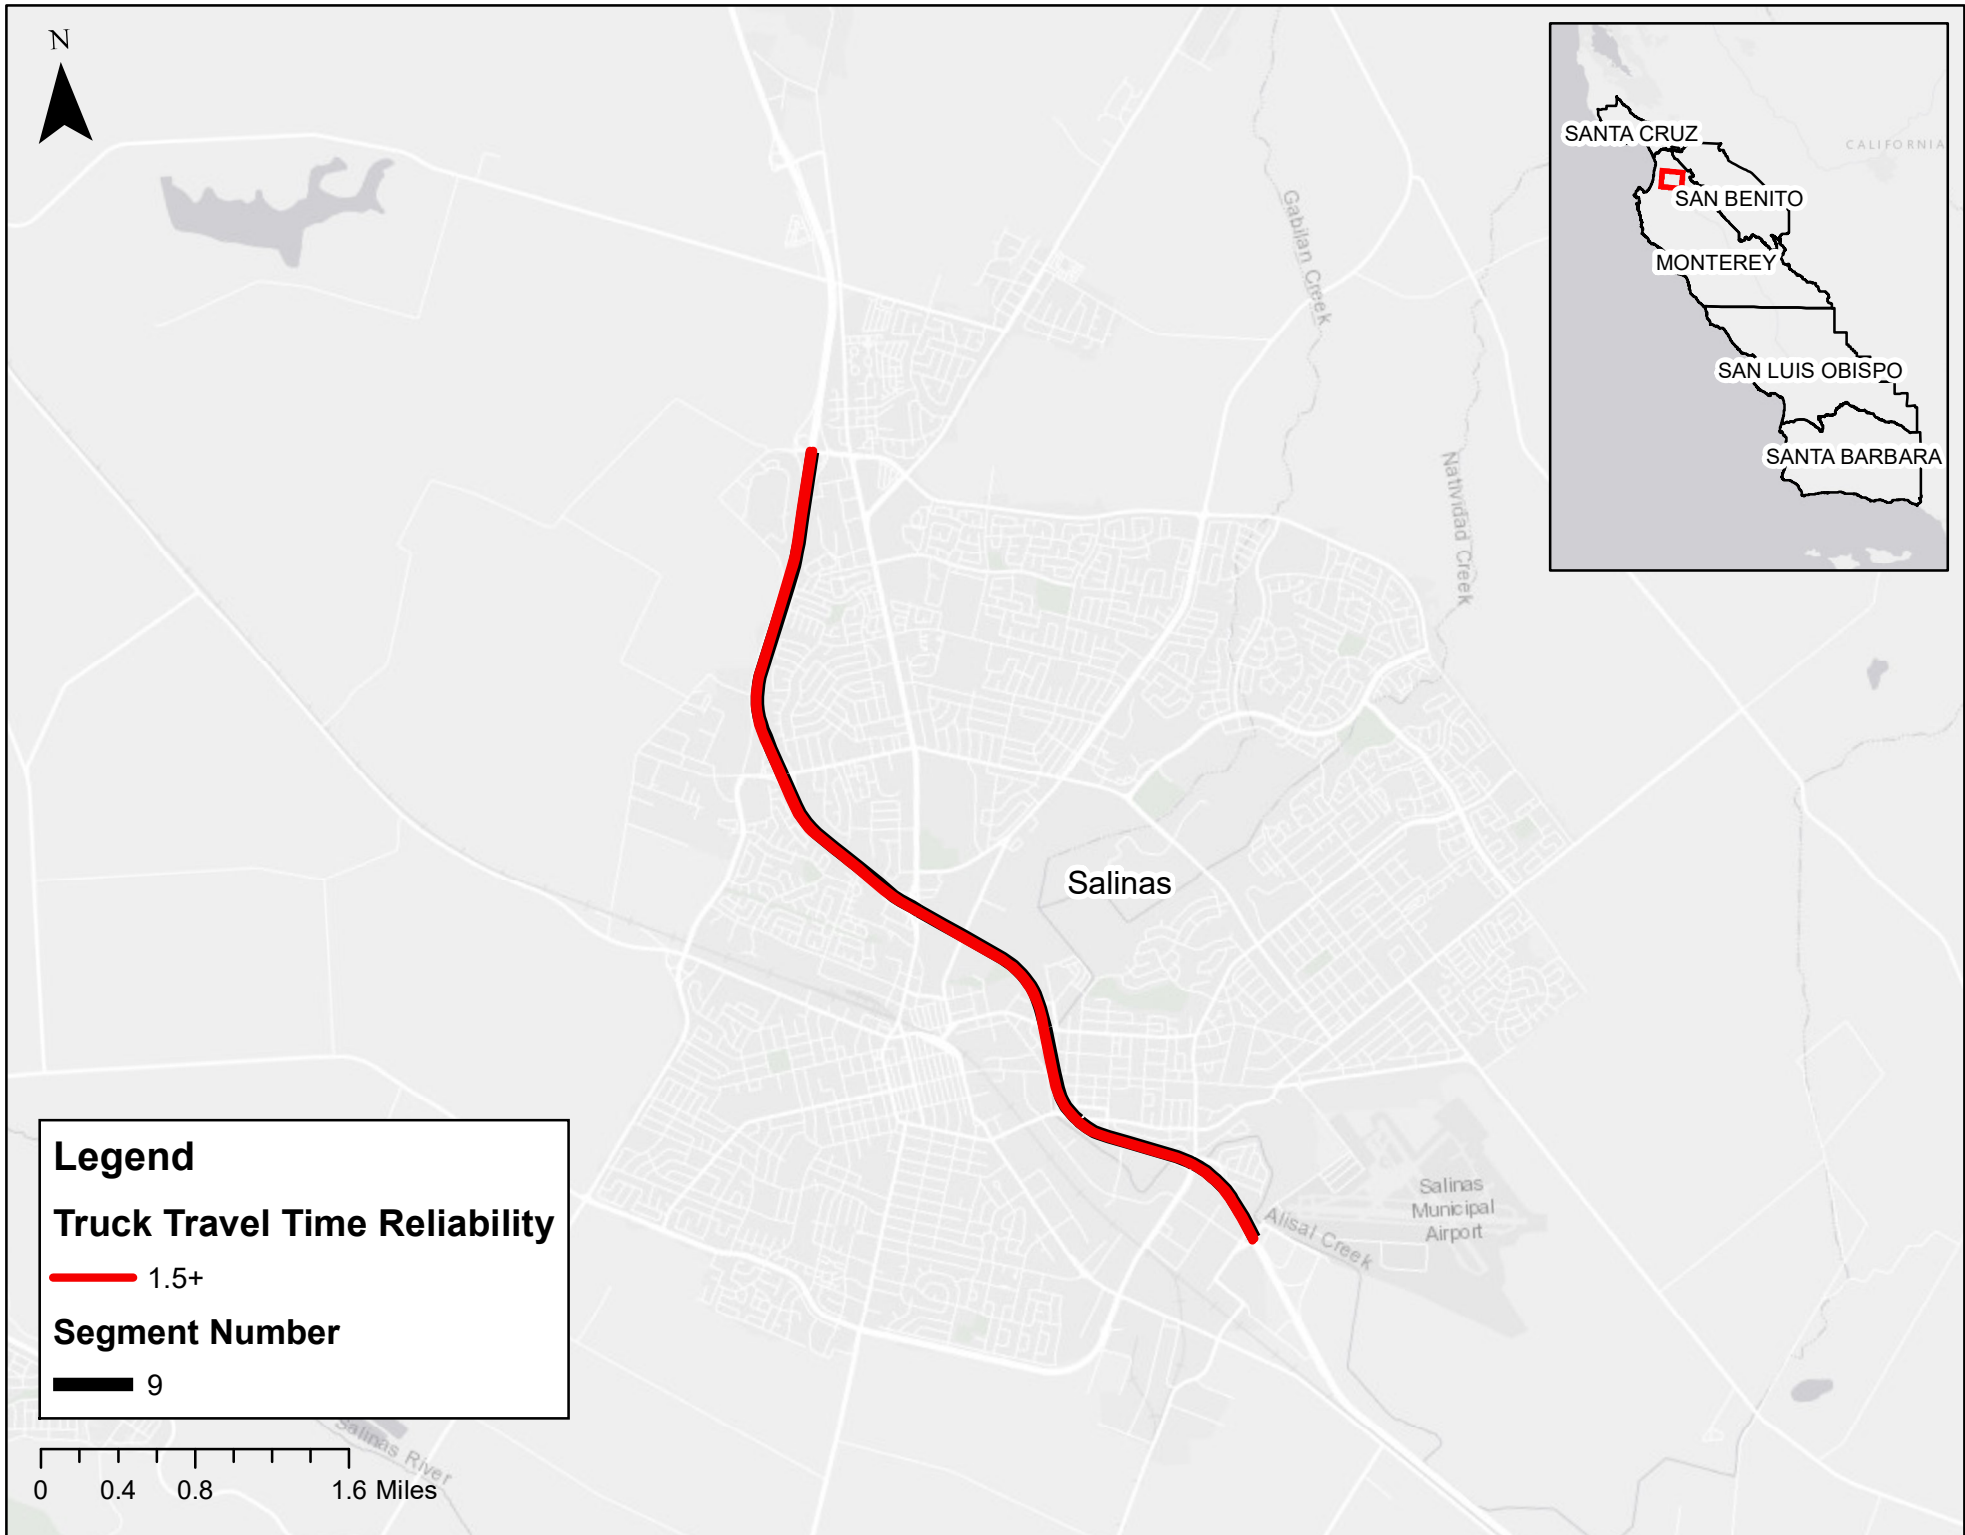 N
SANTA CRUZ
CALIFORNIA
SAN BENITO
MONTEREY
SAN LUIS OBISPO
SANTA BARBARA
Gabilan Creek
Natividad Creek
Salinas
Salinas
Municipal
Airport
Alisal Creek
Legend
Truck Travel Time Reliability
1.5+
Segment Number
9
Salinas River
0 0.4 0.8 1.6 Miles